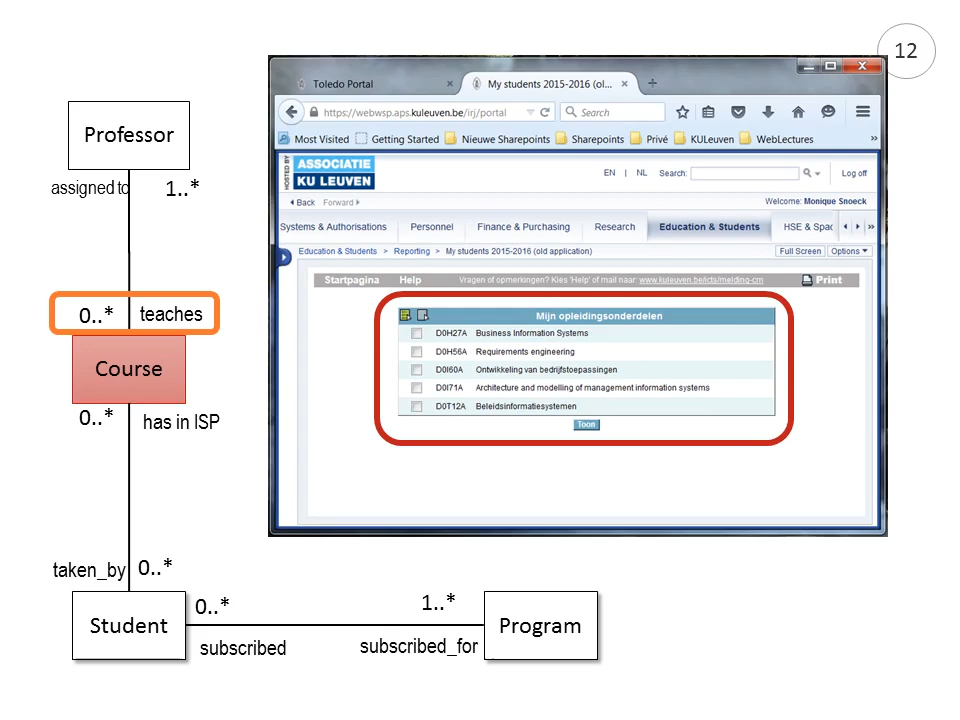 12
Professor
assigned to
1..*
0..*
teaches
Course
0..*
has in ISP
taken_by
0..*
Student
0..*
1..*
subscribed
subscribed_for
Program
Toledo Portal
My students 2015-2016 (ol...
https://webwsp.aps.kuleuven.be/irj/portal
Search
Most Visited Getting Started Nieuwe Sharepoints Sharepoints Privé KULeuven WebLectures
HOSTED BY
ASSOCIATIE
KU LEUVEN
EN | NL Search: Log off
Back Forward
Welcome: Monique Snoeck
Systems & Authorisations Personnel Finance & Purchasing Research Education & Students HSE & Spac
Education & Students > Reporting > My students 2015-2016 (old application)
Full Screen Options
Startpagina Help Vragen of opmerkingen? Kies 'Help' of mail naar: www.kuleuven.be/icts/melding-cm Print
Mijn opleidingsonderdelen
D0H27A Business Information Systems
D0H56A Requirements engineering
D0I60A Ontwikkeling van bedrijfstoepassingen
D0I71A Architecture and modelling of management information systems
D0T12A Beleidsinformatiesystemen
Toon